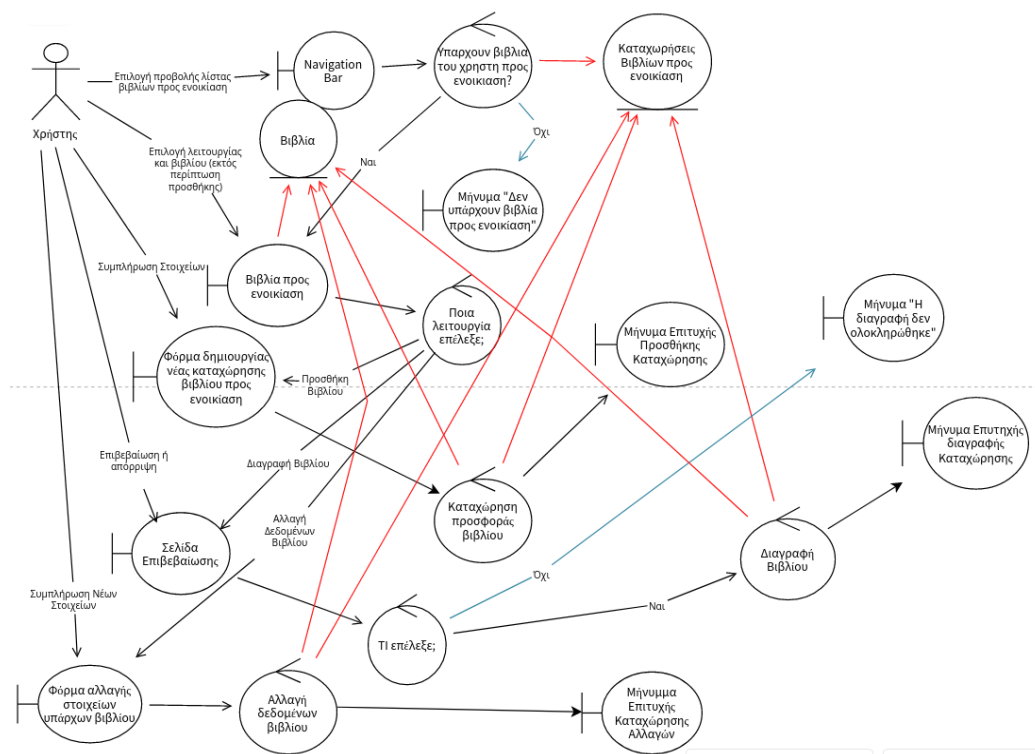 Χρήστης
Επιλογή προβολής λίστας
βιβλίων προς ενοικίαση
Navigation
Bar
Υπαρχουν βιβλια
του χρηστη προς
ενοικιαση?
Καταχωρήσεις
Βιβλίων προς
ενοικίαση
Βιβλία
Όχι
Ναι
Επιλογή λειτουργίας
και βιβλίου (εκτός
περίπτωση
προσθήκης)
Μήνυμα "Δεν
υπάρχουν βιβλία
προς ενοικίαση"
Συμπλήρωση Στοιχείων
Βιβλία προς
ενοικίαση
Ποια
λειτουργία
επέλεξε;
Μήνυμα Επιτυχής
Προσθήκης
Καταχώρησης
Μήνυμα "Η
διαγραφή δεν
ολοκληρώθηκε"
Φόρμα δημιουργίας
νέας καταχώρησης
βιβλίου προς
ενοικίαση
Προσθήκη
Βιβλίου
Μήνυμα Επυτηχής
διαγραφής
Καταχώρησης
Επιβεβαίωση ή
απόρριψη
Διαγραφή Βιβλίου
Καταχώρηση
προσφοράς
βιβλίου
Αλλαγή
Δεδομένων
Βιβλίου
Σελίδα
Επιβεβαίωσης
Διαγραφή
Βιβλίου
Όχι
Ναι
Συμπλήρωση Νέων
Στοιχείων
ΤΙ επέλεξε;
Φόρμα αλλαγής
στοιχείων
υπάρχων βιβλίου
Αλλαγή
δεδομένων
βιβλίου
Μήνυμμα
Επιτυχής
Καταχώρησης
Αλλαγών